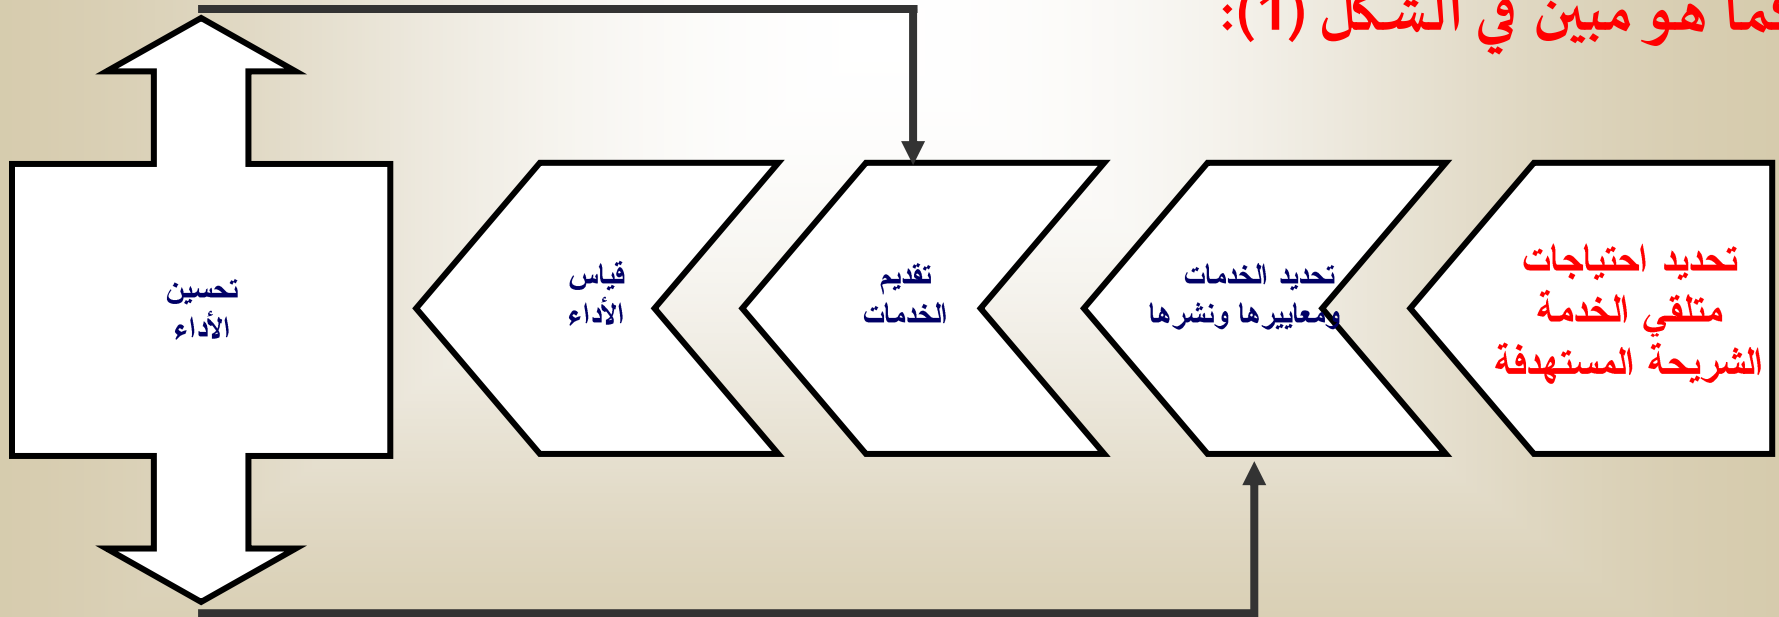 كما هو مبين في الشكل (1):
تحديد احتياجات
متلقي الخدمة
الشريحة المستهدفة
تحديد الخدمات
ومعاييرها ونشرها
تقديم
الخدمات
قياس
الأداء
تحسين
الأداء